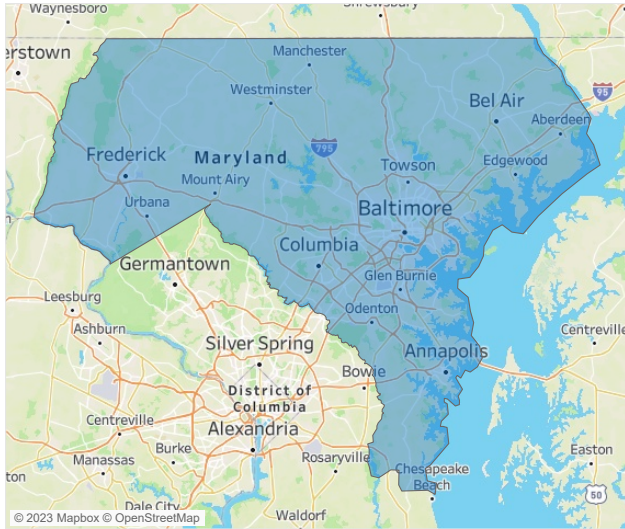 Waynesboro
Shrewsbury
erstown
Manchester
Westminster
95
Bel Air
Aberdeen
795
Frederick
Maryland
Towson
Edgewood
Mount Airy
Urbana
Baltimore
Columbia
Germantown
Glen Burnie
Leesburg
Odenton
Ashburn
Centreville
Silver Spring
Annapolis
Bowie
District of
Columbia
Centreville
Alexandria
Burke
Rosaryville
Easton
Manassas
Chesapeake
Beach
ton
50
Dale City
Waldorf
© 2023 Mapbox © OpenStreetMap